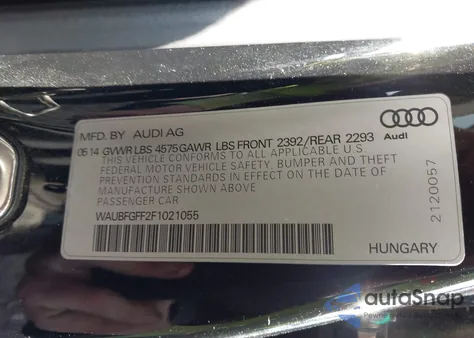 MFD. BY AUDI AG
05 14 GVWR LBS 4575 GAWR LBS FRONT 2392/REAR 2293
THIS VEHICLE CONFORMS TO ALL APPLICABLE U.S.
FEDERAL MOTOR VEHICLE SAFETY, BUMPER AND THEFT
PREVENTION STANDARDS IN EFFECT ON THE DATE OF
MANUFACTURE SHOWN ABOVE
PASSENGER CAR
WAUBFGFF2F1021055
Audi
2120057
HUNGARY
autoSnap